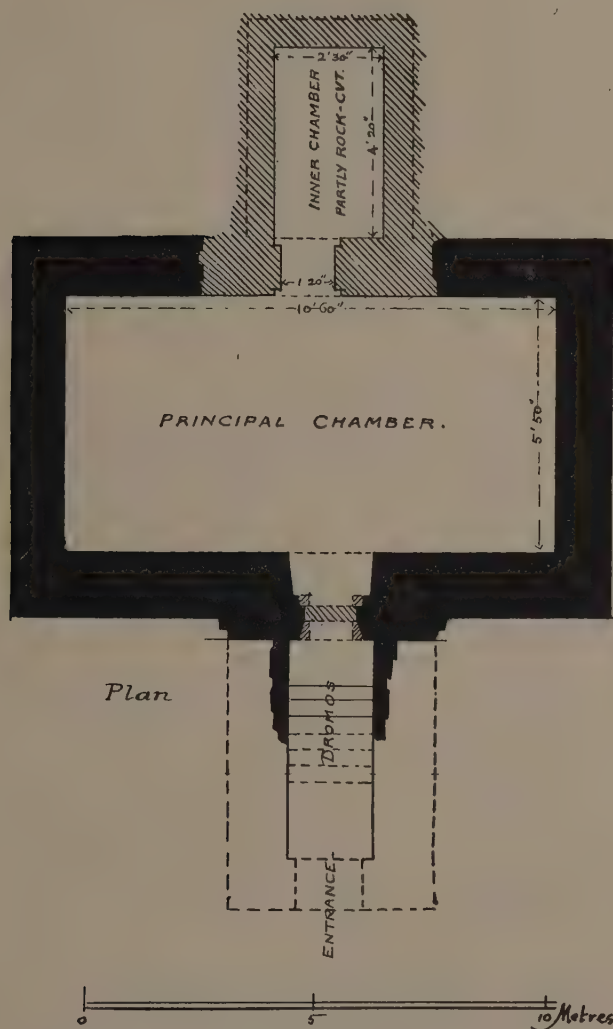 2'30"
INNER CHAMBER
PARTLY ROCK-CUT.
4'20"
1 20"
10'60"
PRINCIPAL CHAMBER.
5'50"
Plan
DROMOS
ENTRANCE
0 5 10 Metres